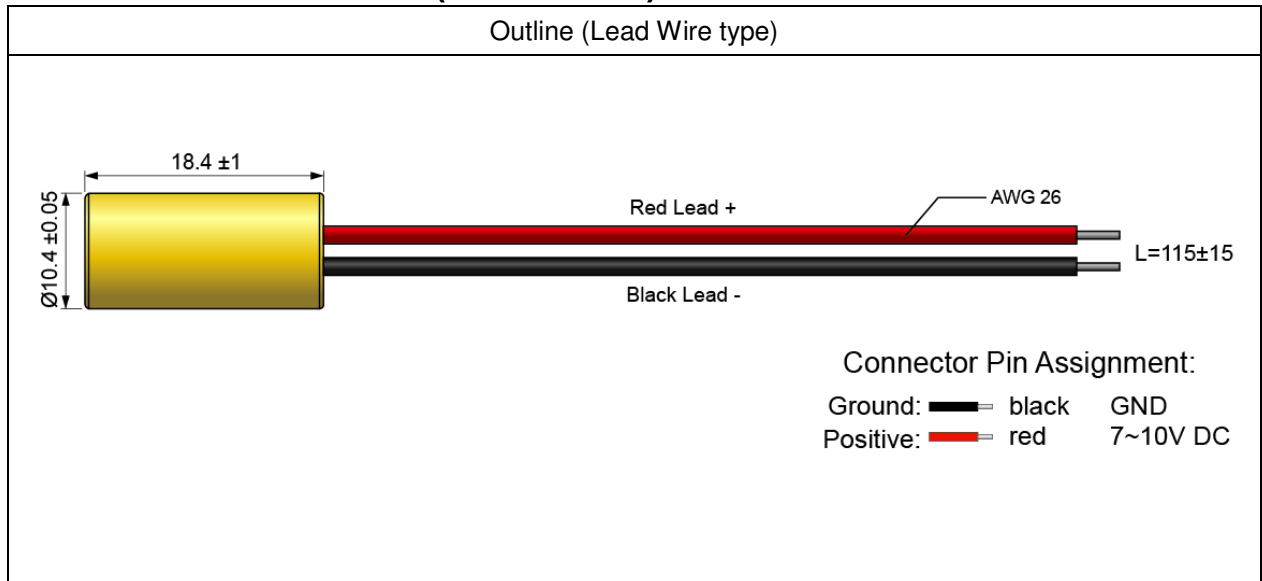 Outline (Lead Wire type)
18.4 ±1
Ø10.4 ±0.05
Red Lead +
AWG 26
L=115±15
Black Lead -
Connector Pin Assignment:
Ground: black GND
Positive: red 7~10V DC